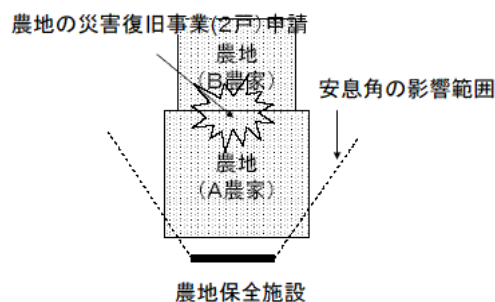 農地の災害復旧事業(2戸)申請
農地
(B農家)
安息角の影響範囲
農地
(A農家)
農地保全施設